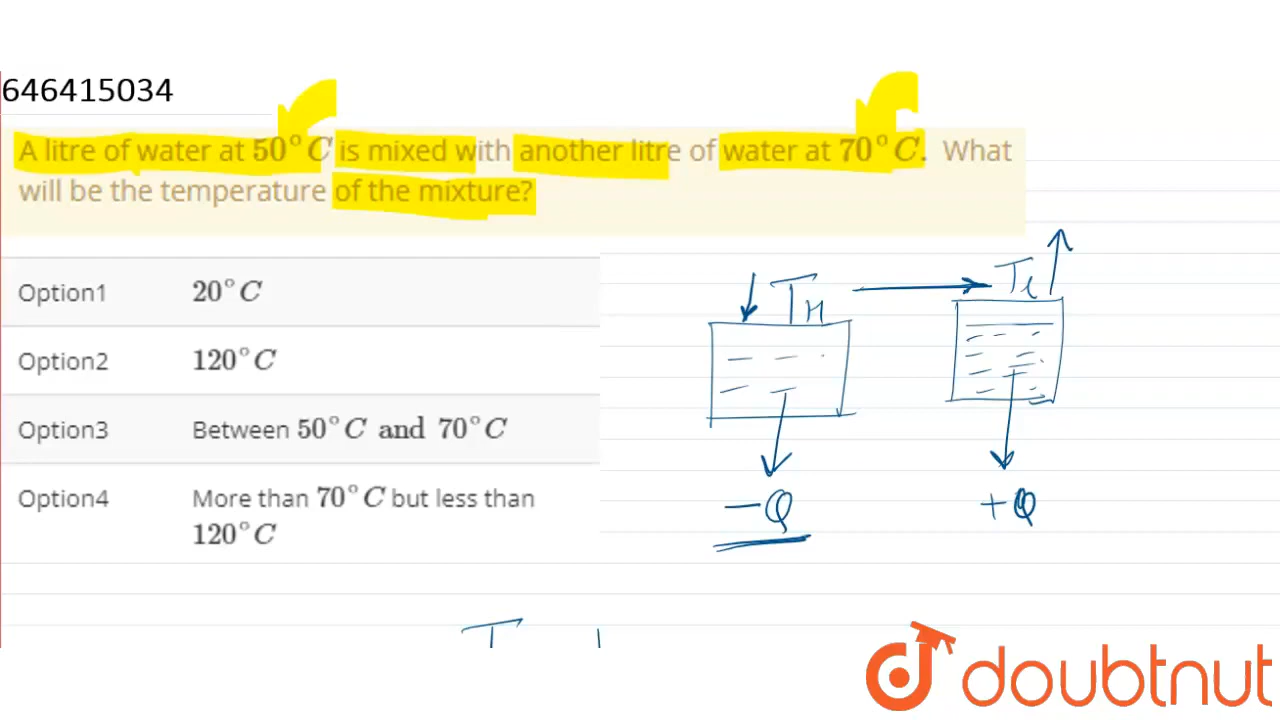 646415034
A litre of water at 50°C is mixed with another litre of water at 70°C. What
will be the temperature of the mixture?
Option1 20°C
Option2 120°C
Option3 Between 50°C and 70°C
Option4 More than 70°C but less than
120°C
T_H → T_L
-Q +Q
T
doubtnut